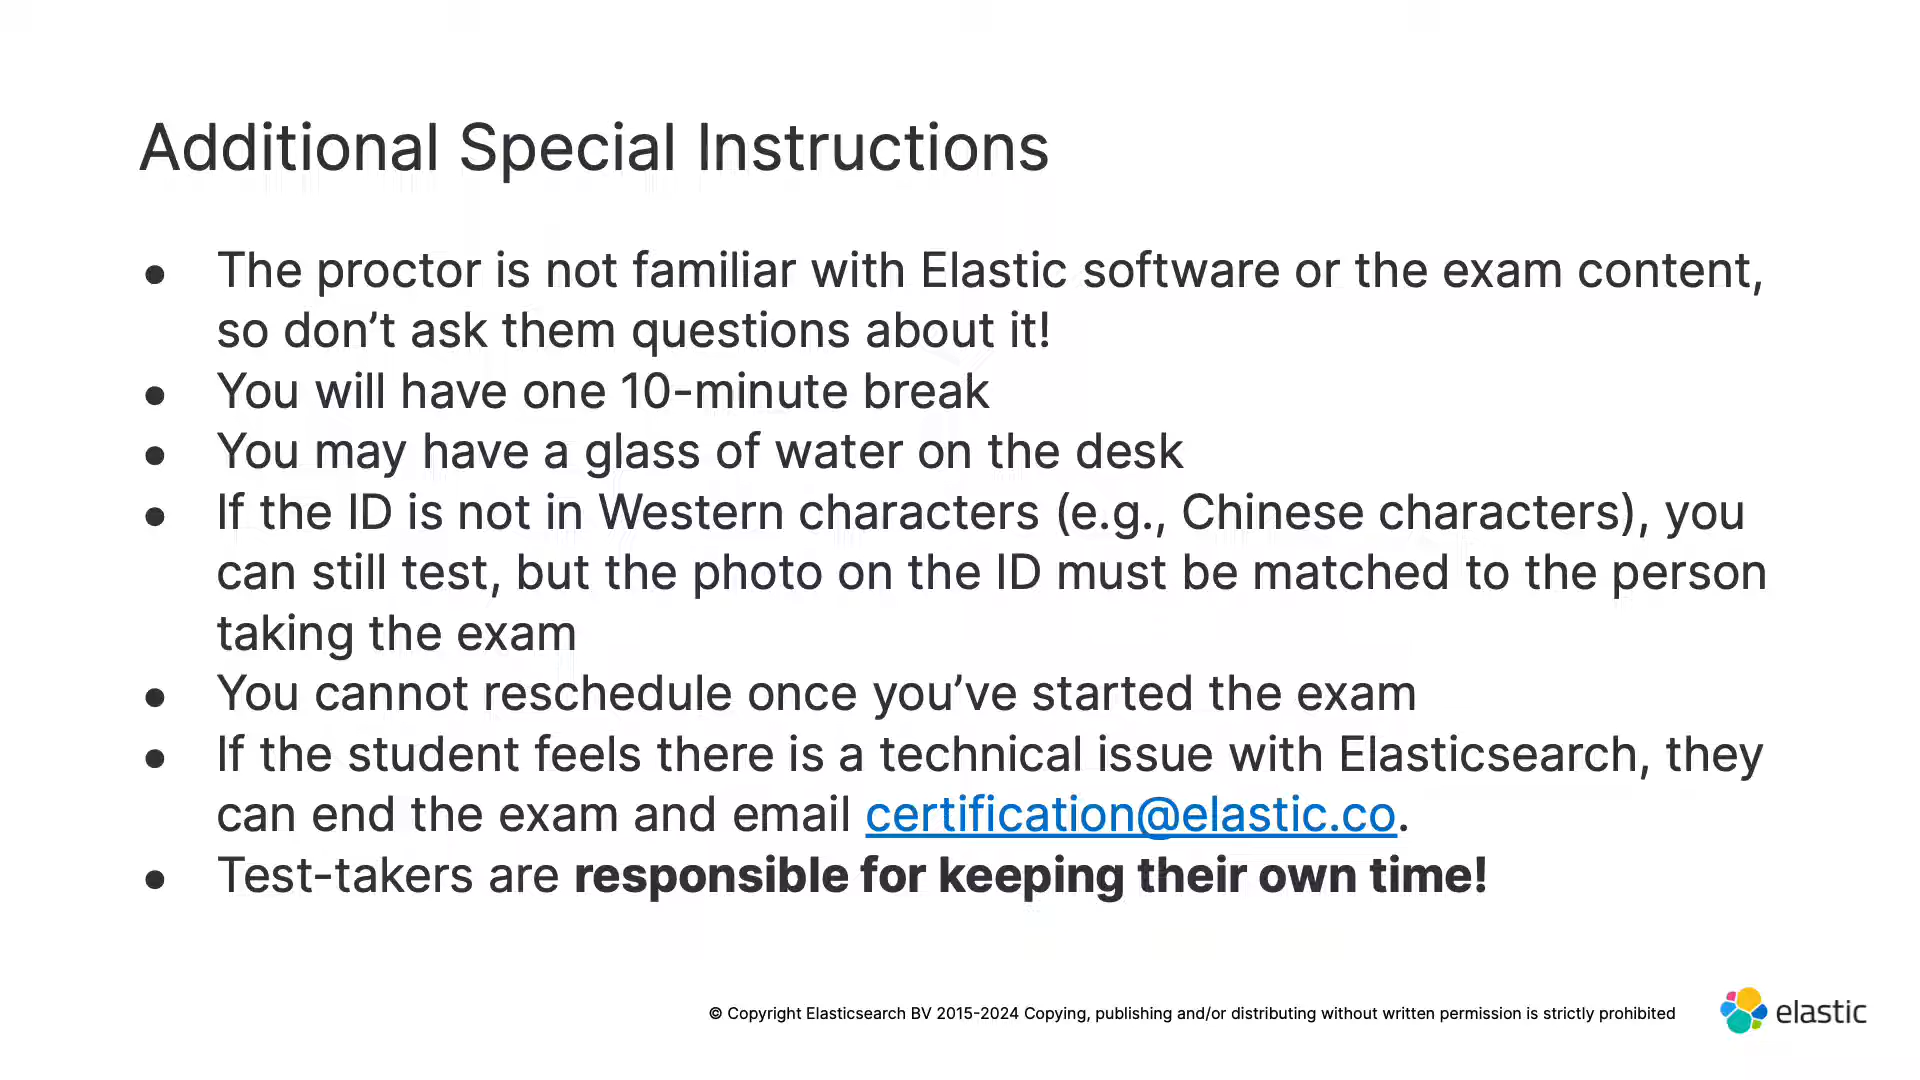 Additional Special Instructions
● The proctor is not familiar with Elastic software or the exam content,
so don’t ask them questions about it!
● You will have one 10-minute break
● You may have a glass of water on the desk
● If the ID is not in Western characters (e.g., Chinese characters), you
can still test, but the photo on the ID must be matched to the person
taking the exam
● You cannot reschedule once you’ve started the exam
● If the student feels there is a technical issue with Elasticsearch, they
can end the exam and email certification@elastic.co.
● Test-takers are responsible for keeping their own time!
© Copyright Elasticsearch BV 2015-2024 Copying, publishing and/or distributing without written permission is strictly prohibited
elastic